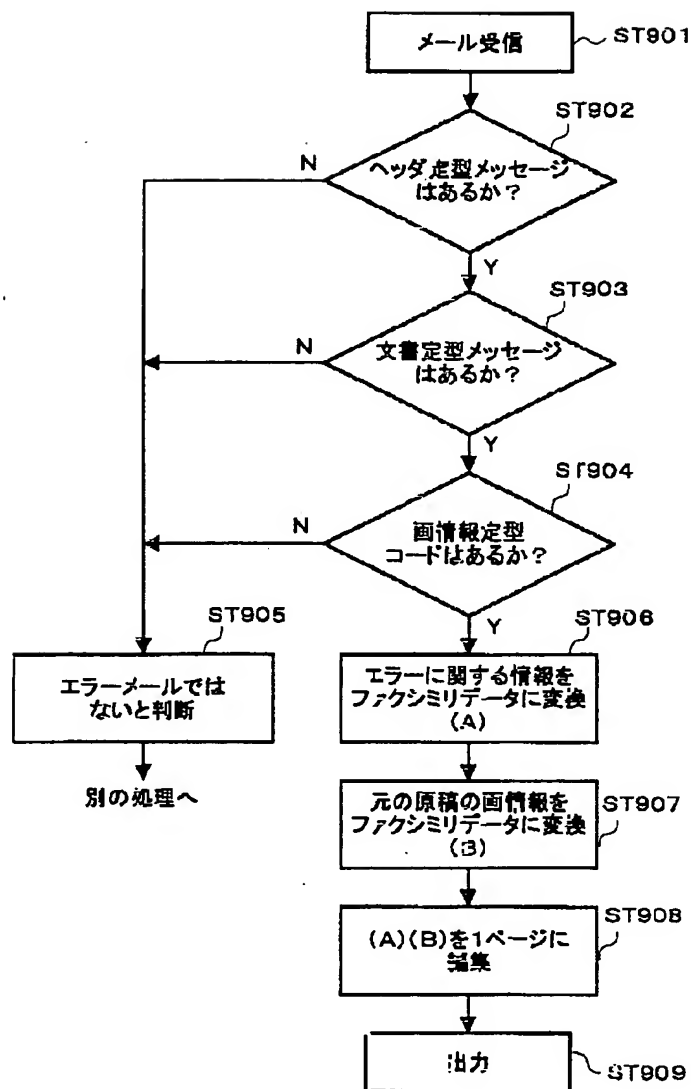 メール受信
ST901
ST902
ヘッダ定型メッセージ
はあるか？
N
Y
ST903
文書定型メッセージ
はあるか？
N
Y
ST904
画情報定型
コードはあるか？
N
Y
ST905
エラーメールでは
ないと判断
別の処理へ
ST906
エラーに関する情報を
ファクシミリデータに変換
(A)
元の原稿の画情報を
ファクシミリデータに変換
(B)
ST907
(A)(B)を1ページに
編集
ST908
出力
ST909